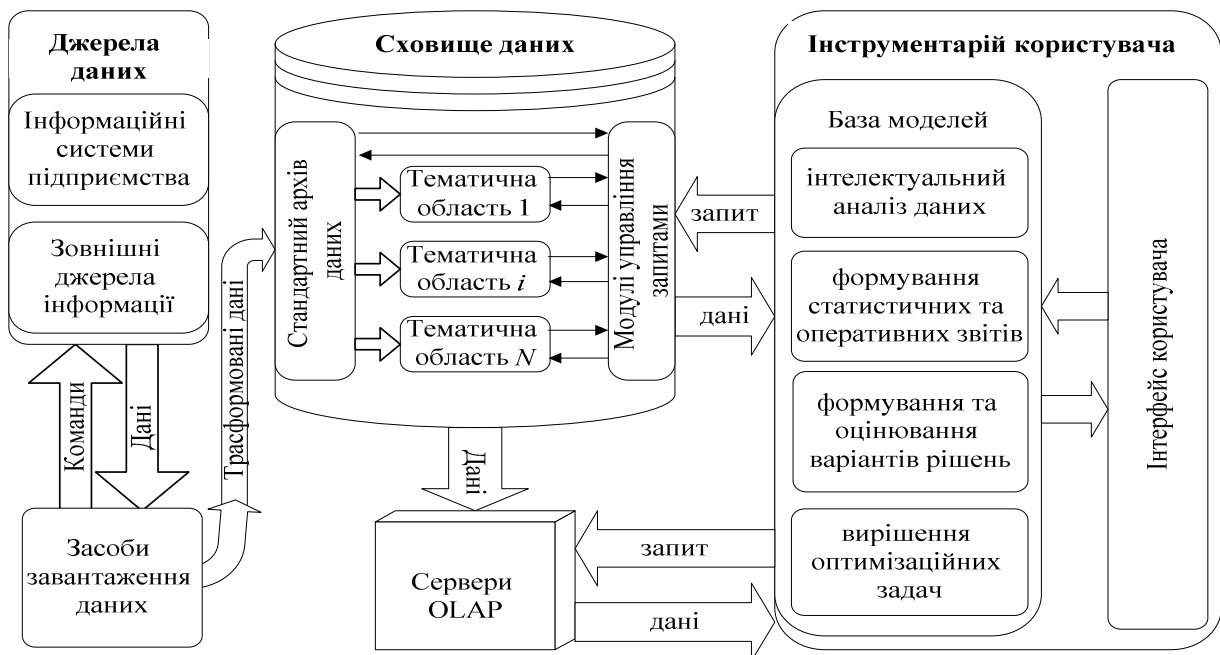 Джерела
даних
Інформаційні
системи
підприємства
Зовнішні
джерела
інформації
Команди
Дані
Засоби
завантаження
даних
Трасформовані дані
Сховище даних
Стандартний архів
даних
Тематична
область 1
Тематична
область i
Тематична
область N
Модулі управління
запитами
Дані
Сервери
OLAP
запит
дані
запит
дані
Інструментарій користувача
База моделей
інтелектуальний
аналіз даних
формування
статистичних та
оперативних звітів
формування та
оцінювання
варіантів рішень
вирішення
оптимізаційних
задач
Інтерфейс користувача